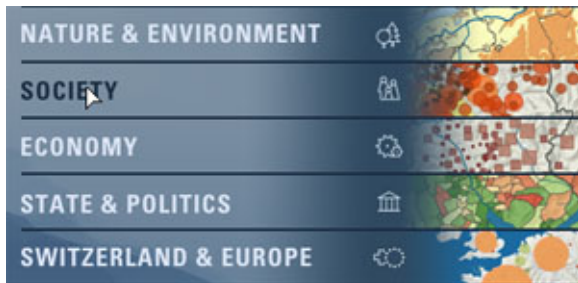 NATURE & ENVIRONMENT
SOCIETY
ECONOMY
STATE & POLITICS
SWITZERLAND & EUROPE